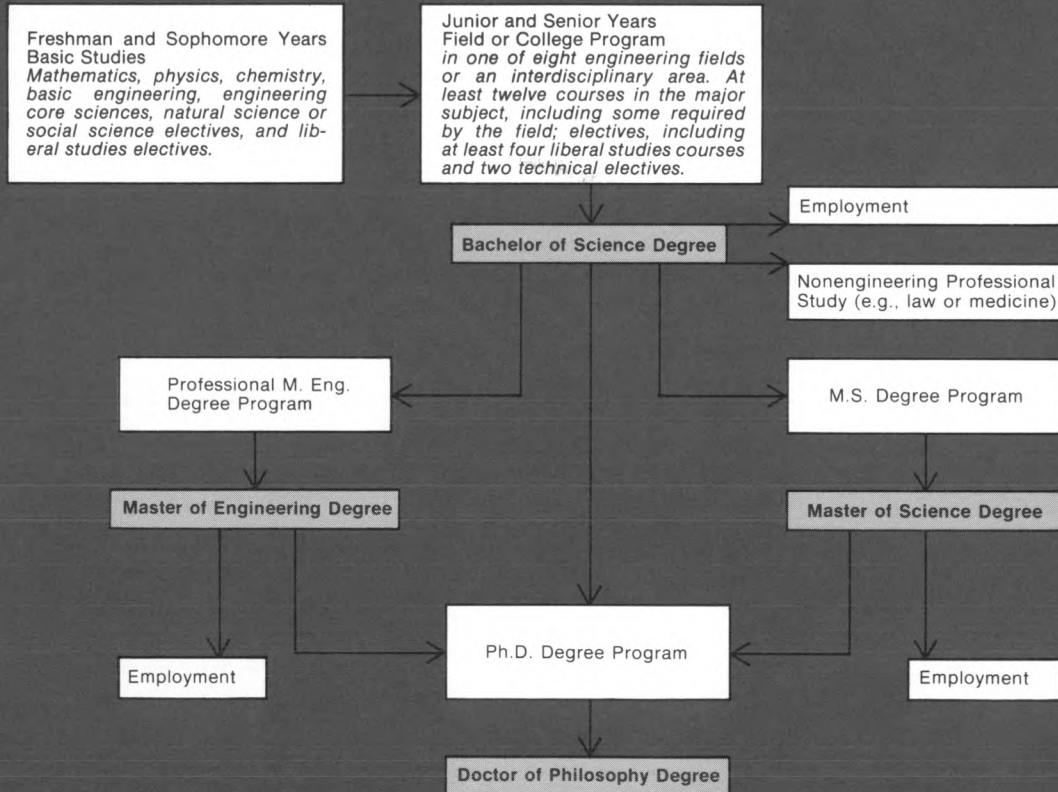 Freshman and Sophomore Years
Basic Studies
Mathematics, physics, chemistry,
basic engineering, engineering
core sciences, natural science or
social science electives, and lib-
eral studies electives.
Junior and Senior Years
Field or College Program
in one of eight engineering fields
or an interdisciplinary area. At
least twelve courses in the major
subject, including some required
by the field; electives, including
at least four liberal studies courses
and two technical electives.
Employment
Bachelor of Science Degree
Nonengineering Professional
Study (e.g., law or medicine)
Professional M. Eng.
Degree Program
M.S. Degree Program
Master of Engineering Degree
Master of Science Degree
Ph.D. Degree Program
Employment
Employment
Doctor of Philosophy Degree